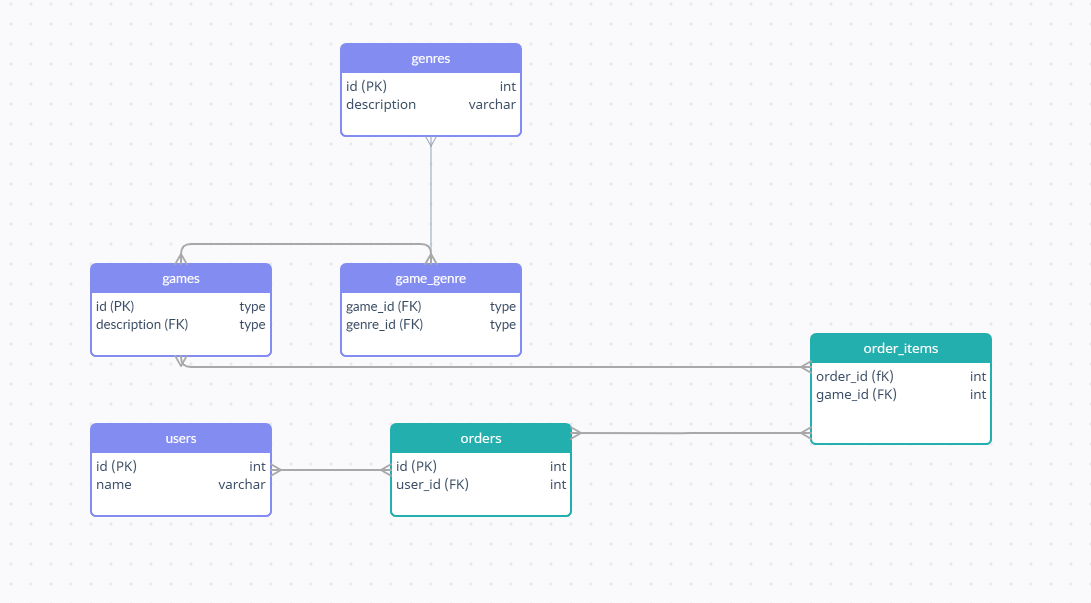 genres
id (PK) int
description varchar
games
id (PK) type
description (FK) type
game_genre
game_id (FK) type
genre_id (FK) type
order_items
order_id (fK) int
game_id (FK) int
users
id (PK) int
name varchar
orders
id (PK) int
user_id (FK) int